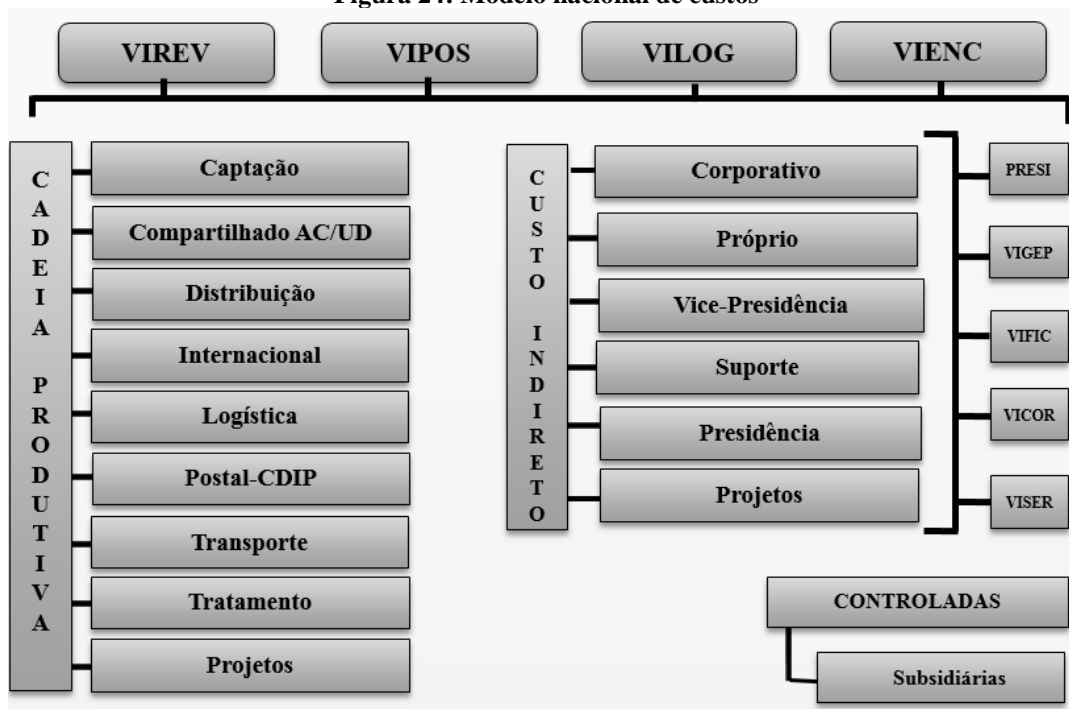 Figura 24: Modelo nacional de custos
VIREV
VIPOS
VILOG
VIENC
CADEIA PRODUTIVA
Captação
Compartilhado AC/UD
Distribuição
Internacional
Logística
Postal-CDIP
Transporte
Tratamento
Projetos
CUSTO INDIRETO
Corporativo
Próprio
Vice-Presidência
Suporte
Presidência
Projetos
PRESI
VIGEP
VIFIC
VICOR
VISER
CONTROLADAS
Subsidiárias